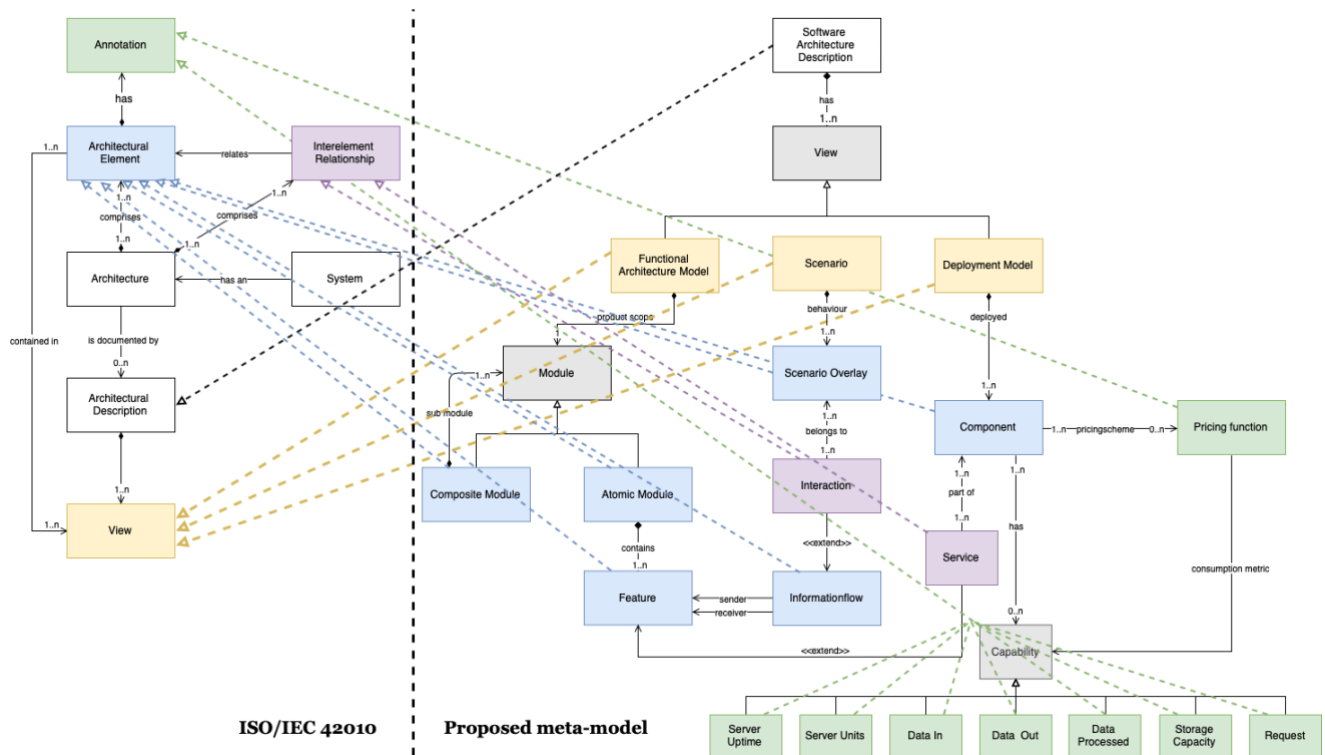 Annotation
Software
Architecture
Description
has
has
1..n
1..n
Architectural
Element
Interelement
Relationship
View
relates
1..n
1..n
comprises
comprises
1..n
1..n
Architecture
has an
System
Functional
Architecture Model
Scenario
Deployment Model
product scope
behaviour
deployed
contained in
is documented by
1
1..n
0..n
Module
1..n
Scenario Overlay
1..n
Architectural
Description
sub module
1..n
belongs to
1..n
Component
1..n
pricingscheme
0..n
Pricing function
1..n
Composite Module
Atomic Module
Interaction
1..n
part of
1..n
1..n
has
1..n
1..n
View
contains
1..n
<<extend>>
Service
consumption metric
Feature
sender
receiver
Informationflow
0..n
<<extend>>
Capability
ISO/IEC 42010
Proposed meta-model
Server
Uptime
Server Units
Data In
Data Out
Data
Processed
Storage
Capacity
Request